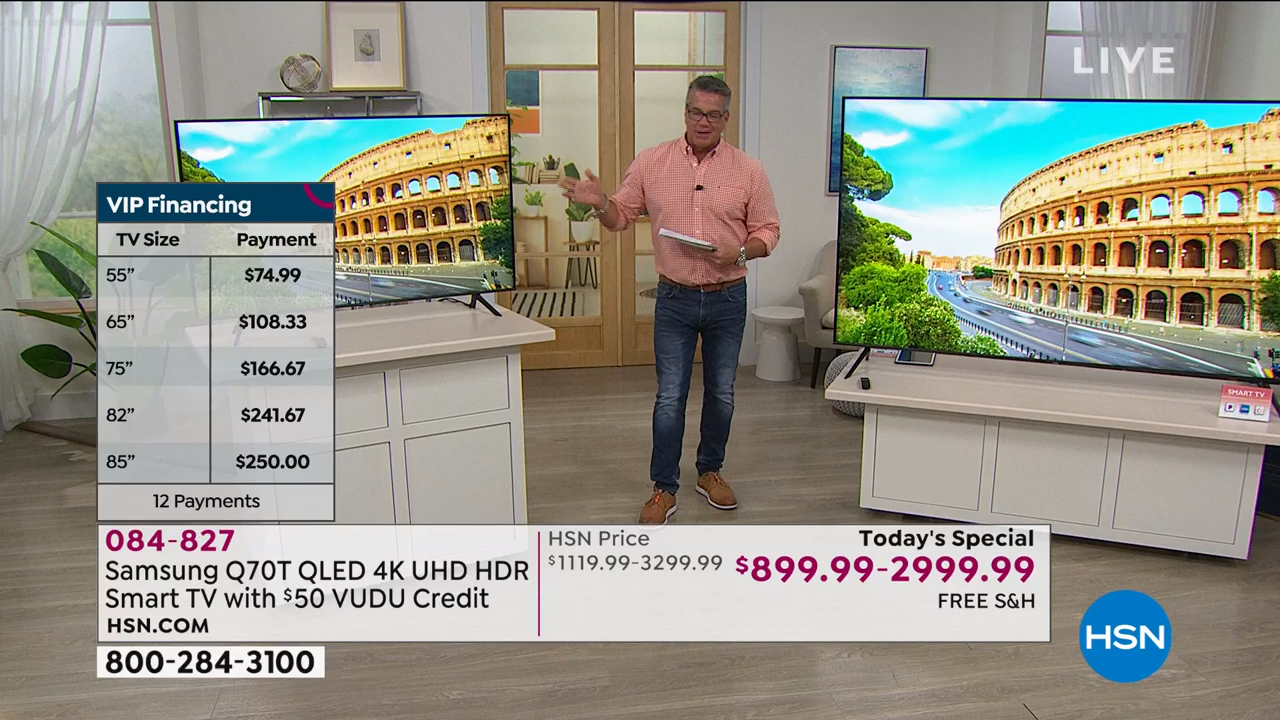 LIVE
VIP Financing
TV Size Payment
55” $74.99
65” $108.33
75” $166.67
82” $241.67
85” $250.00
12 Payments
084-827
Samsung Q70T QLED 4K UHD HDR
Smart TV with $50 VUDU Credit
HSN.COM
HSN Price
$1119.99-3299.99
Today's Special
$899.99-2999.99
FREE S&H
800-284-3100
HSN
SMART TV